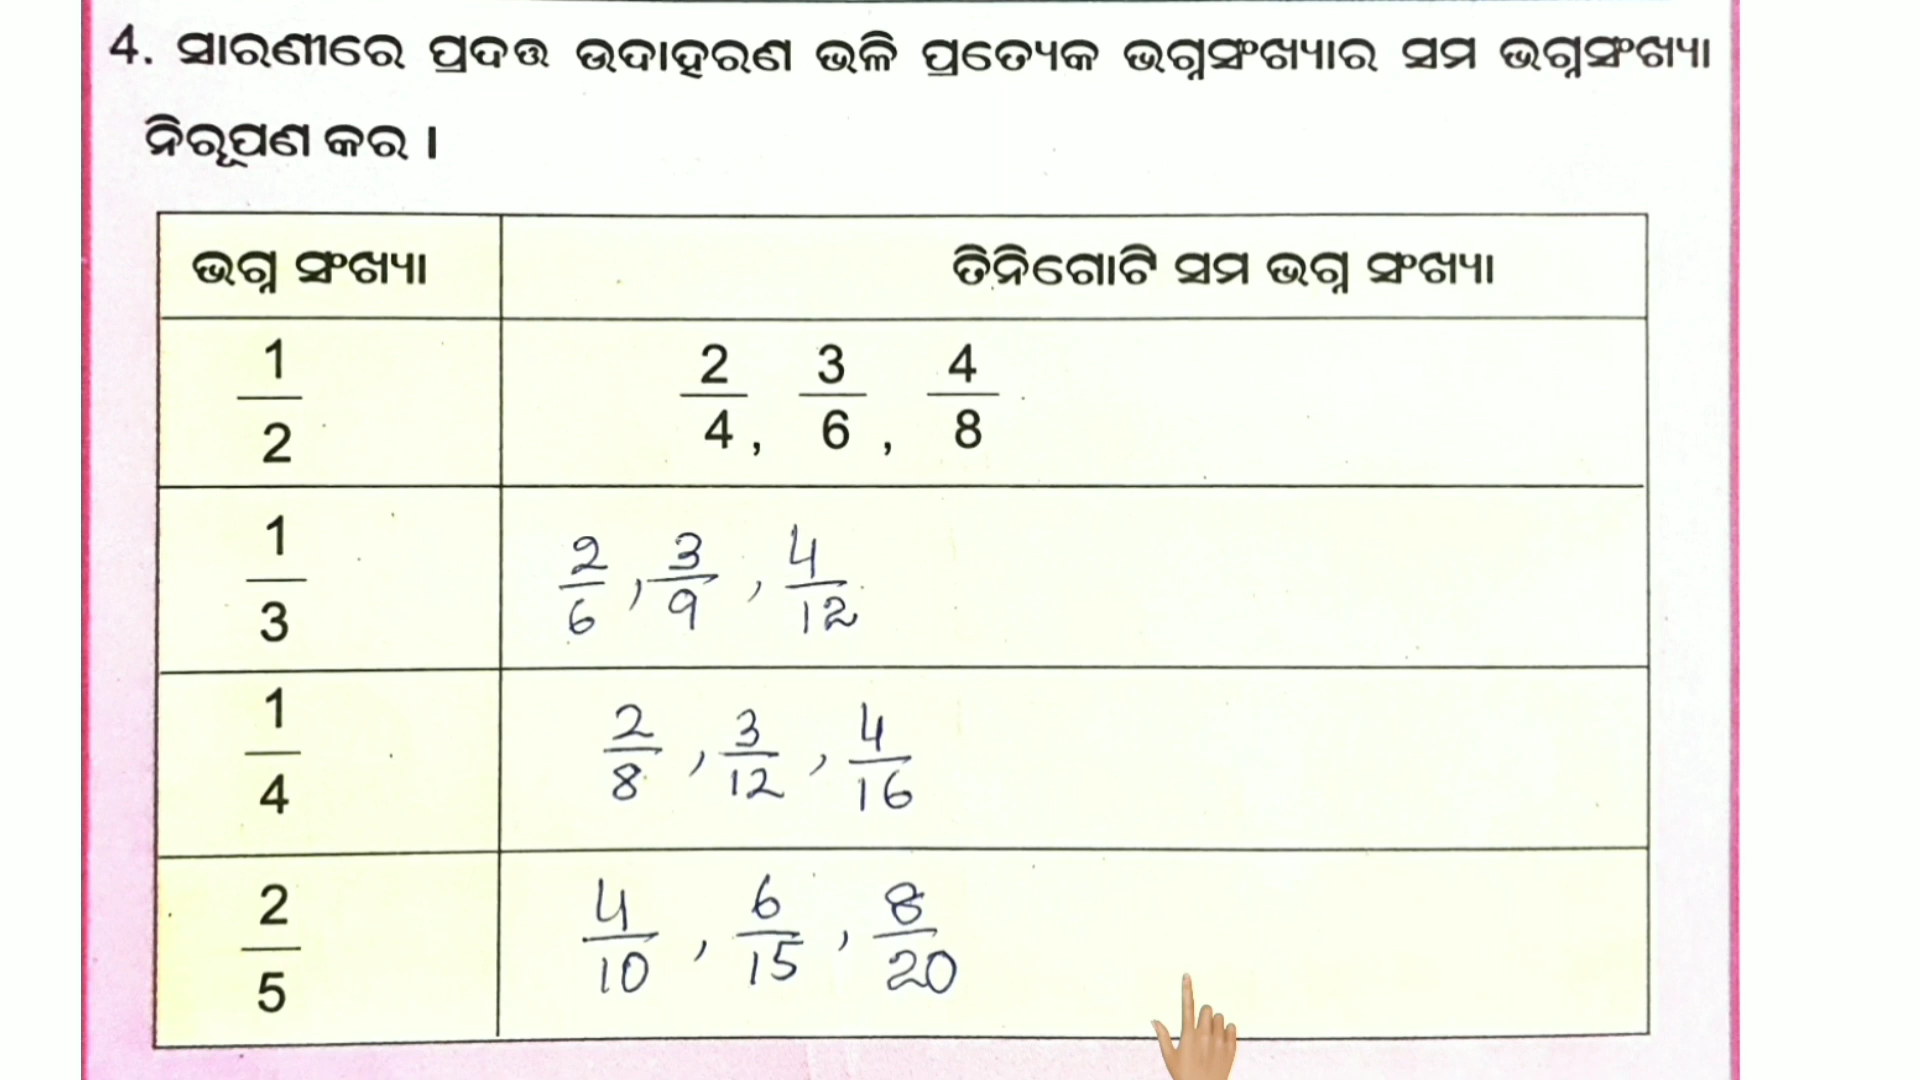 4. ସାରଣୀରେ ପ୍ରଦତ୍ତ ଉଦାହରଣ ଭଳି ପ୍ରତ୍ୟେକ ଭଗ୍ନସଂଖ୍ୟାର ସମ ଭଗ୍ନସଂଖ୍ୟା
ନିରୂପଣ କର ।
ଭଗ୍ନ ସଂଖ୍ୟା ତିନିଗୋଟି ସମ ଭଗ୍ନ ସଂଖ୍ୟା
1/2 2/4, 3/6, 4/8
1/3 2/6, 3/9, 4/12
1/4 2/8, 3/12, 4/16
2/5 4/10, 6/15, 8/20